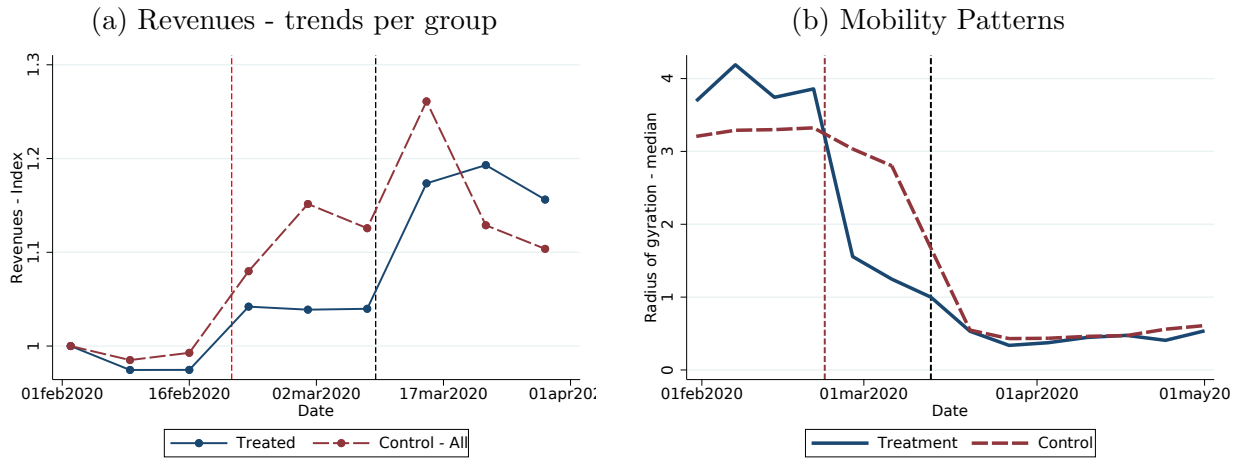 (a) Revenues - trends per group
Revenues - Index
1.3
1.2
1.1
1
01feb2020 16feb2020 02mar2020 17mar2020 01apr202
Date
Treated Control - All
(b) Mobility Patterns
Radius of gyration - median
4
3
2
1
0
01feb2020 01mar2020 01apr2020 01may20
Date
Treatment Control